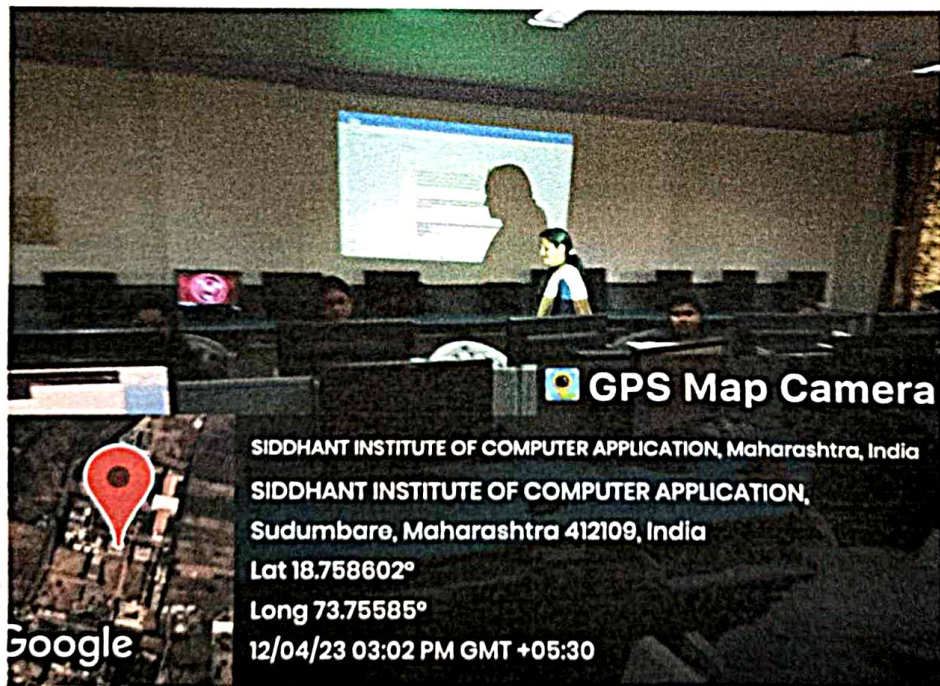 GPS Map Camera
SIDDHANT INSTITUTE OF COMPUTER APPLICATION, Maharashtra, India
SIDDHANT INSTITUTE OF COMPUTER APPLICATION,
Sudumbare, Maharashtra 412109, India
Lat 18.758602°
Long 73.75585°
12/04/23 03:02 PM GMT +05:30
Google